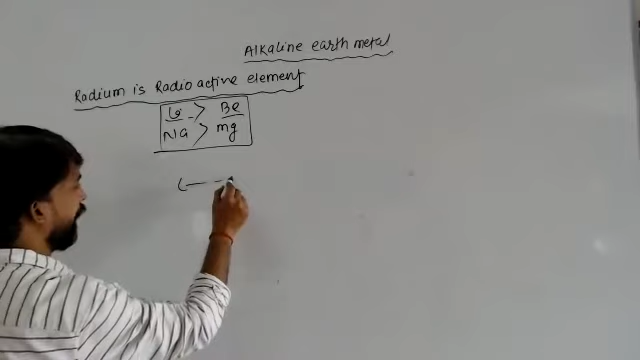 Alkaline earth metal
Radium is Radio active element
Li > Be
Na > mg